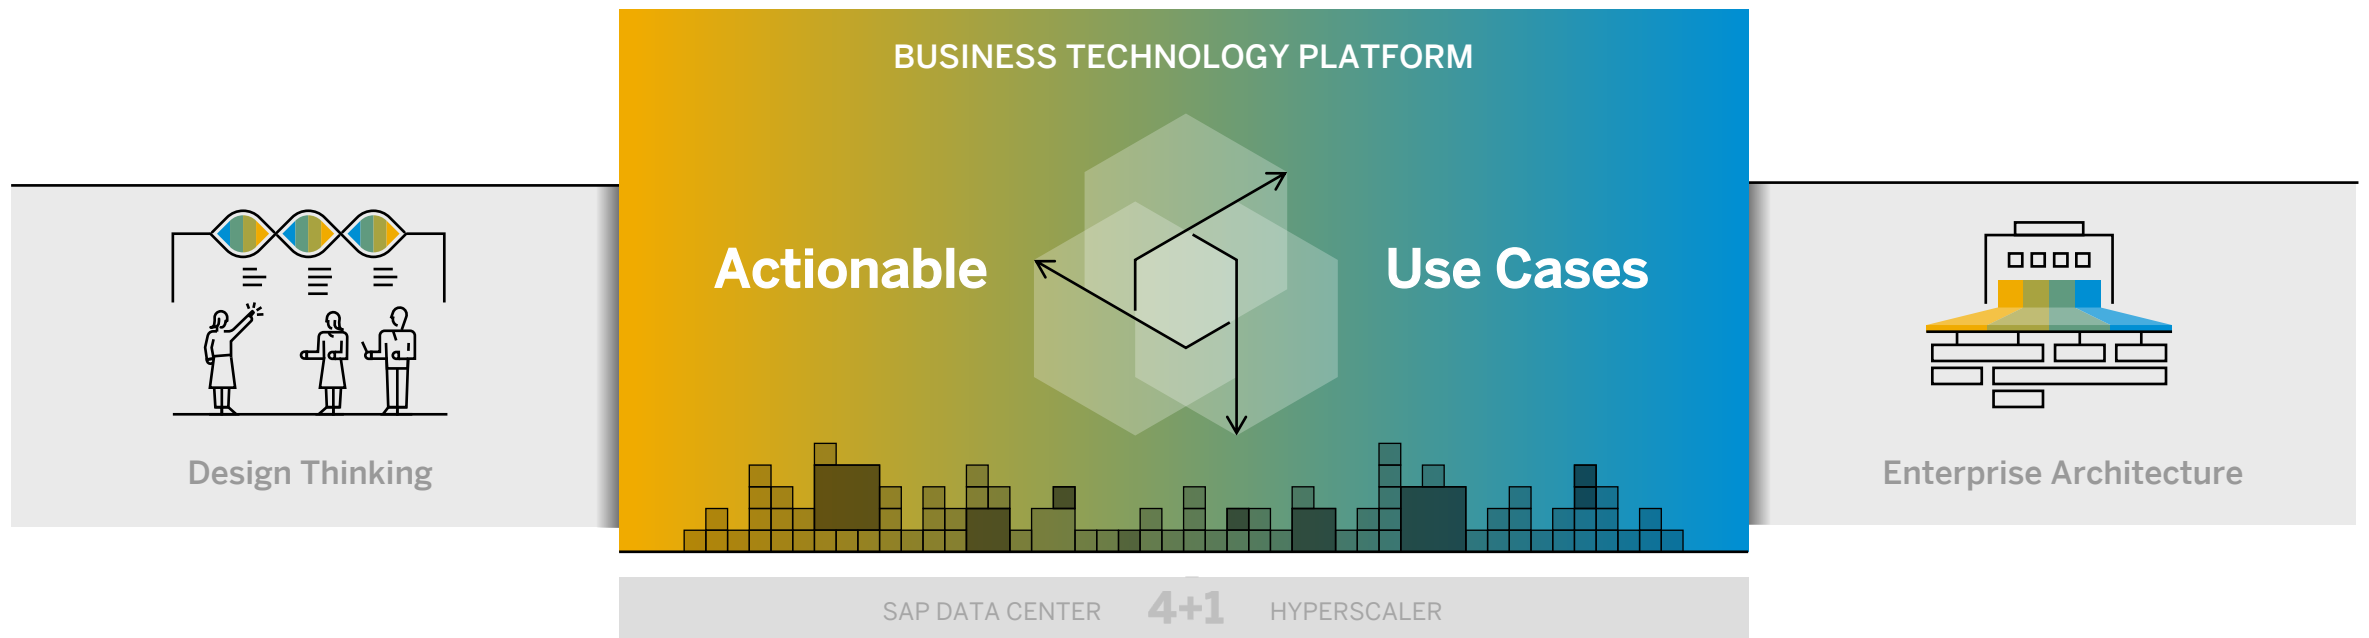 BUSINESS TECHNOLOGY PLATFORM
Actionable
Use Cases
Design Thinking
Enterprise Architecture
SAP DATA CENTER 4+1 HYPERSCALER